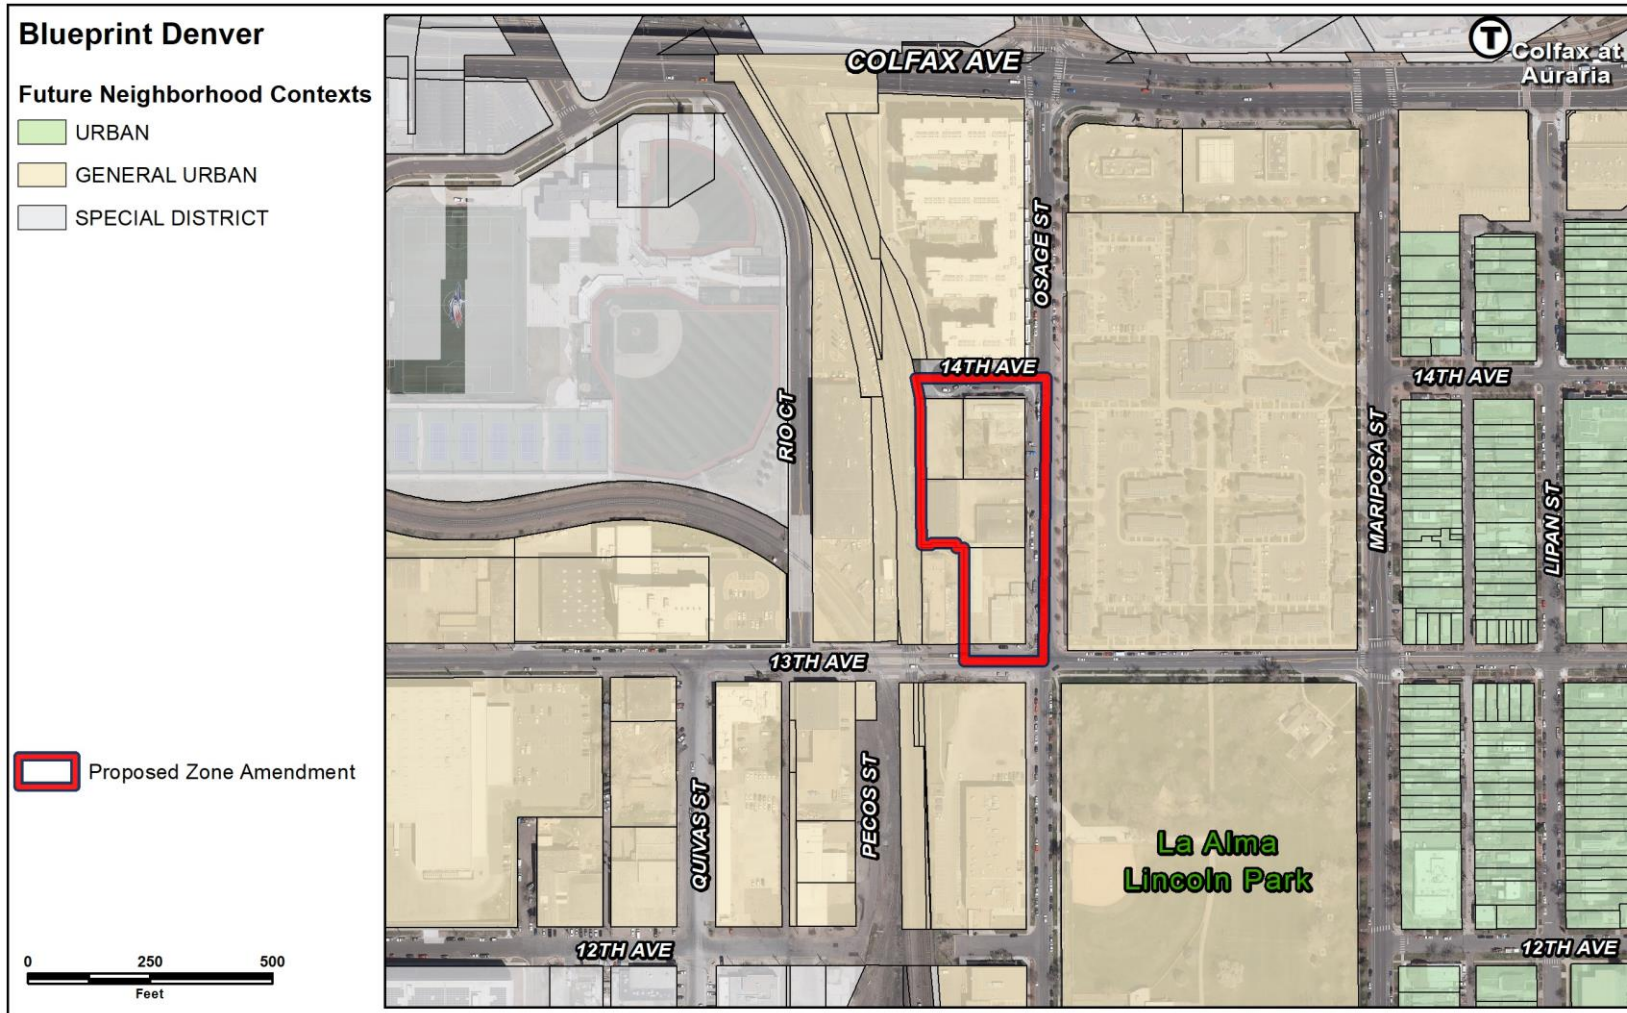 Blueprint Denver
Future Neighborhood Contexts
URBAN
GENERAL URBAN
SPECIAL DISTRICT
Proposed Zone Amendment
0 250 500
Feet
COLFAX AVE
T
Colfax at
Auraria
OSAGE ST
14TH AVE
14TH AVE
RIO CT
MARIPOSA ST
LIPAN ST
13TH AVE
QUIVAS ST
PECOS ST
La Alma
Lincoln Park
12TH AVE
12TH AVE